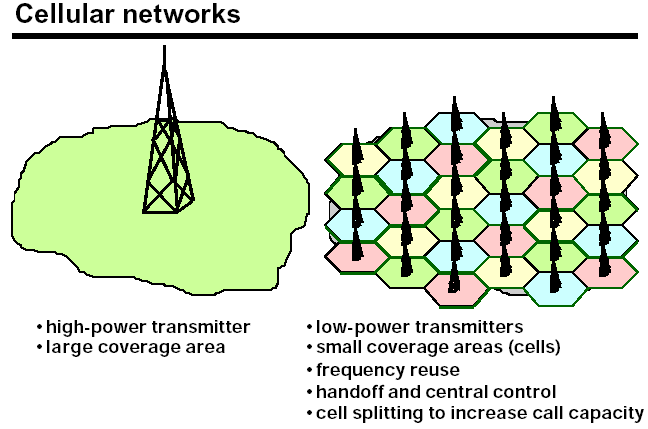 Cellular networks
• high-power transmitter
• large coverage area
• low-power transmitters
• small coverage areas (cells)
• frequency reuse
• handoff and central control
• cell splitting to increase call capacity